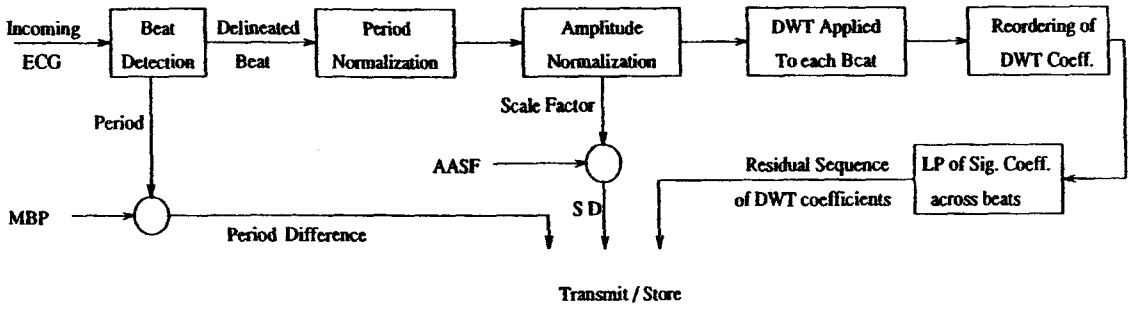 Incoming
ECG
Beat
Detection
Delineated
Beat
Period
Normalization
Amplitude
Normalization
DWT Applied
To each Beat
Reordering of
DWT Coeff.
Period
Scale Factor
AASF
Residual Sequence
of DWT coefficients
LP of Sig. Coeff.
across beats
MBP
Period Difference
S D
Transmit / Store